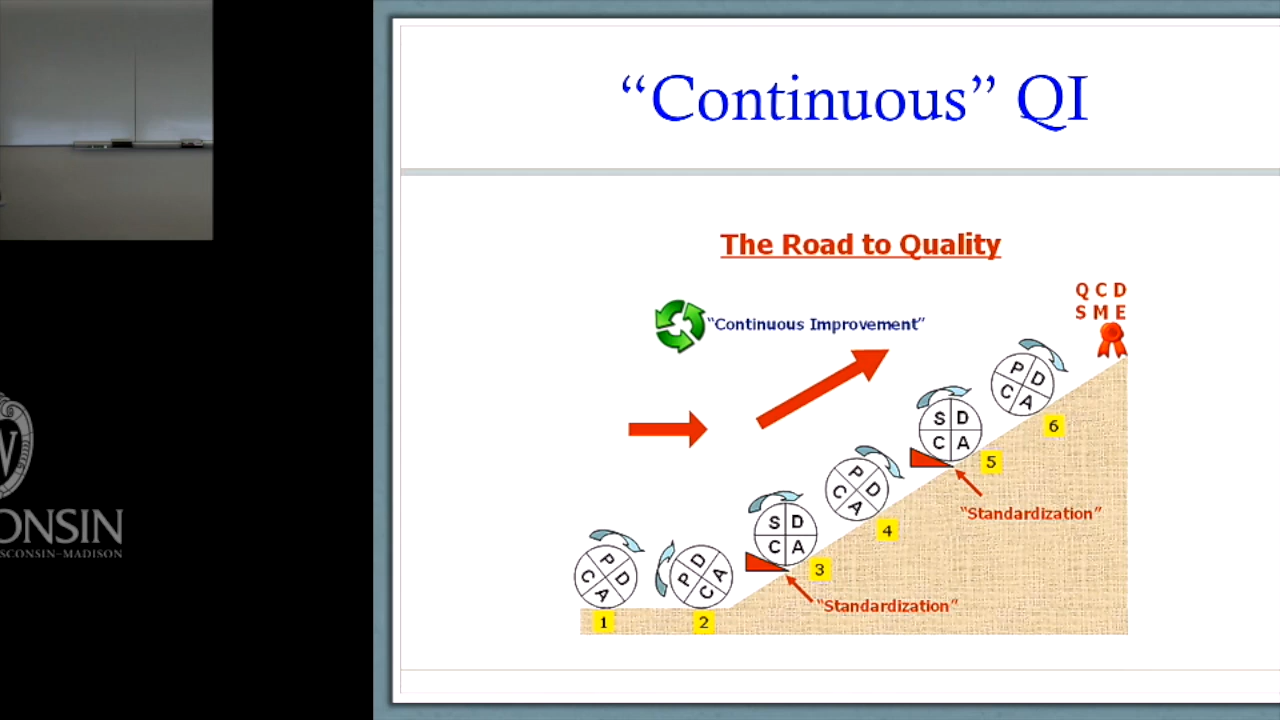 “Continuous” QI
The Road to Quality
Q C D
S M E
“Continuous Improvement”
P D
C A
6
S D
C A
5
“Standardization”
P D
C A
4
S D
C A
3
“Standardization”
P D
C A
1
P D
C A
2
W
ONSIN
SCONSIN–MADISON